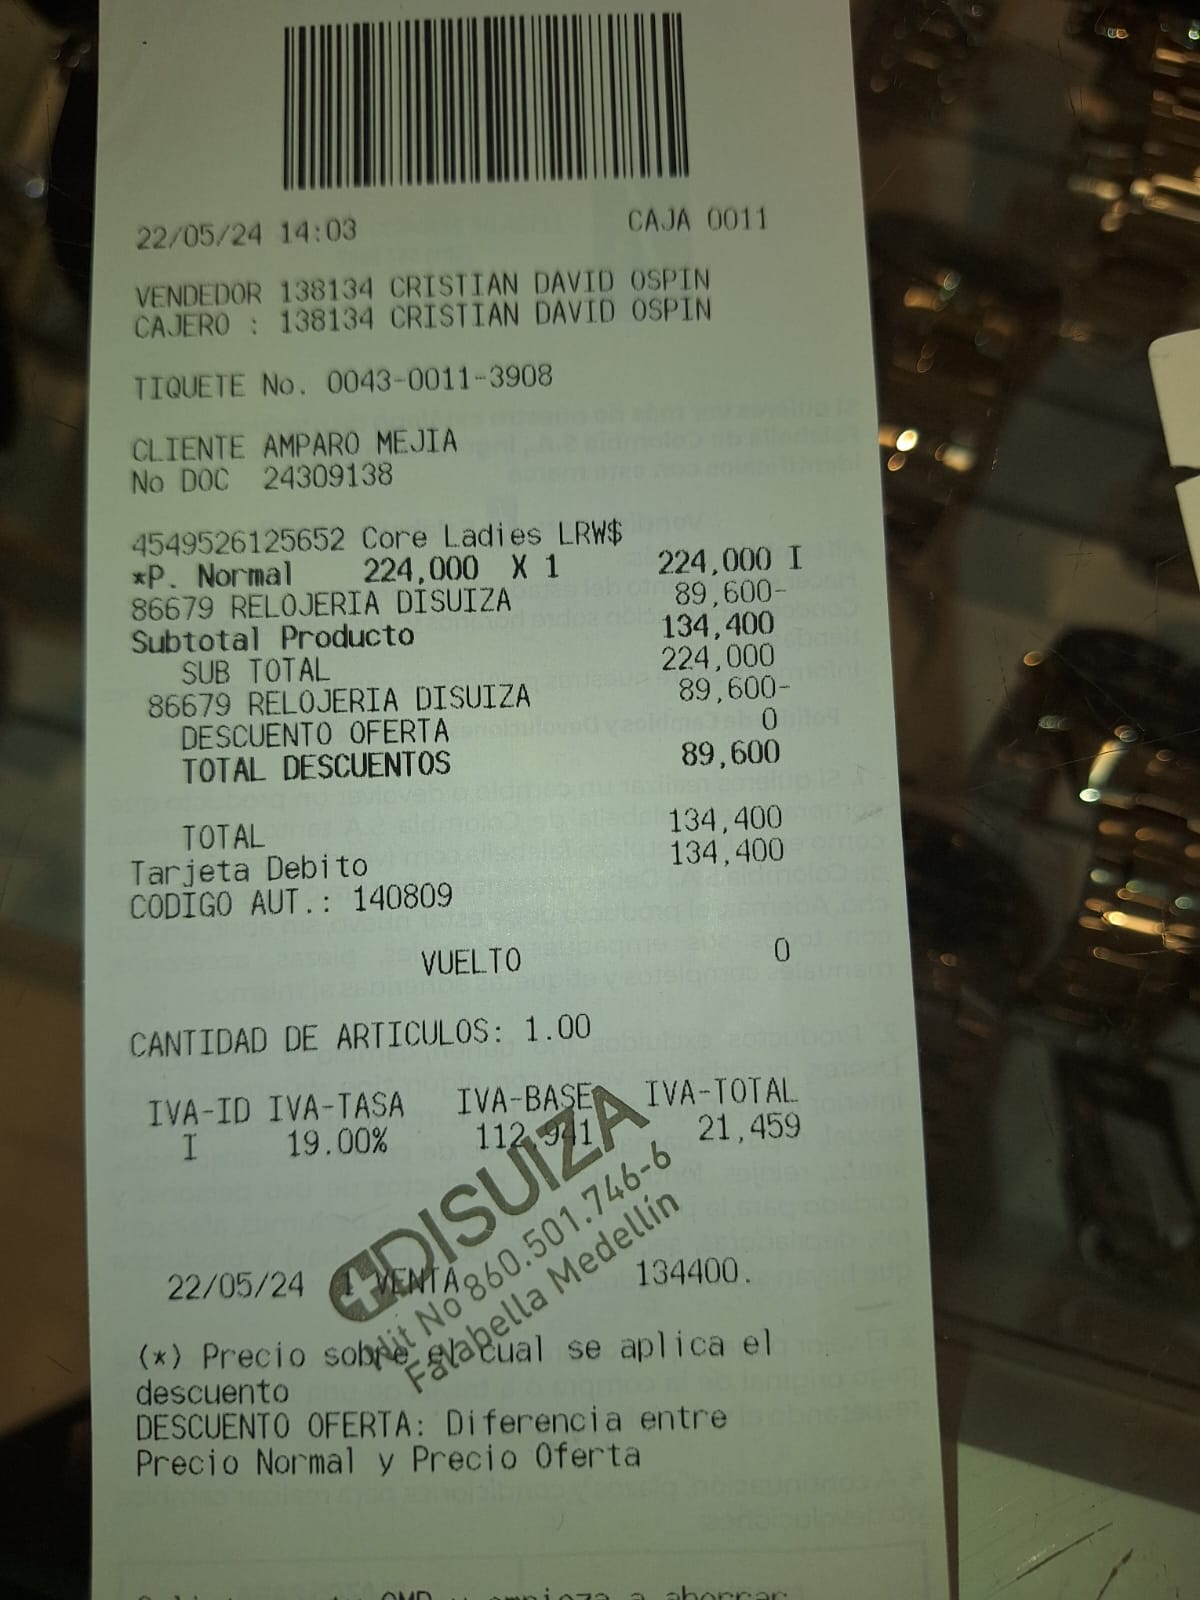 22/05/24 14:03 CAJA 0011
VENDEDOR 138134 CRISTIAN DAVID OSPIN
CAJERO : 138134 CRISTIAN DAVID OSPIN
TIQUETE No. 0043-0011-3908
CLIENTE AMPARO MEJIA
No DOC 24309138
4549526125652 Core Ladies LRW$
*P. Normal 224,000 X 1 224,000 I
86679 RELOJERIA DISUIZA 89,600-
Subtotal Producto 134,400
SUB TOTAL 224,000
86679 RELOJERIA DISUIZA 89,600-
DESCUENTO OFERTA 0
TOTAL DESCUENTOS 89,600
TOTAL 134,400
Tarjeta Debito 134,400
CODIGO AUT.: 140809
VUELTO 0
CANTIDAD DE ARTICULOS: 1.00
IVA-ID IVA-TASA IVA-BASE IVA-TOTAL
I 19.00% 112,941 21,459
DISUIZA
Nit No 860.501.746-6
Falabella Medellín
22/05/24 1 VENTA 134400.
(*) Precio sobre el cual se aplica el
descuento
DESCUENTO OFERTA: Diferencia entre
Precio Normal y Precio Oferta